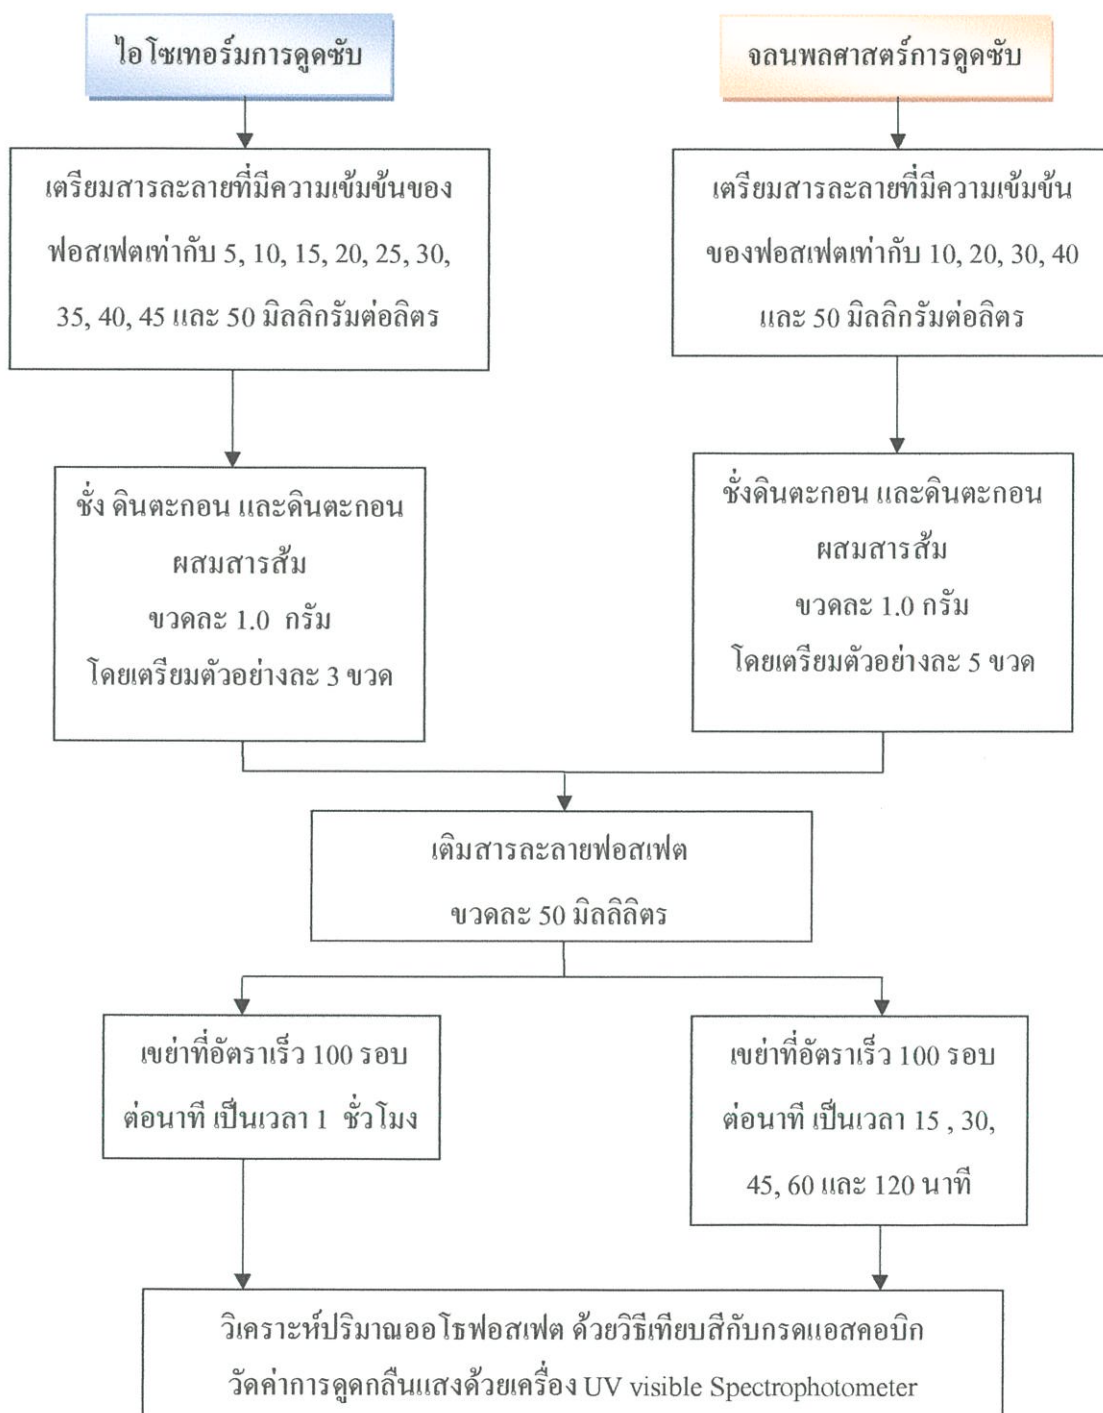 ไอโซเทอร์มการดูดซับ
จลนพลศาสตร์การดูดซับ
เตรียมสารละลายที่มีความเข้มข้นของ
ฟอสเฟตเท่ากับ 5, 10, 15, 20, 25, 30,
35, 40, 45 และ 50 มิลลิกรัมต่อลิตร
เตรียมสารละลายที่มีความเข้มข้น
ของฟอสเฟตเท่ากับ 10, 20, 30, 40
และ 50 มิลลิกรัมต่อลิตร
ชั่ง ดินตะกอน และดินตะกอน
ผสมสารส้ม
ขวดละ 1.0 กรัม
โดยเตรียมตัวอย่างละ 3 ขวด
ชั่งดินตะกอน และดินตะกอน
ผสมสารส้ม
ขวดละ 1.0 กรัม
โดยเตรียมตัวอย่างละ 5 ขวด
เติมสารละลายฟอสเฟต
ขวดละ 50 มิลลิลิตร
เขย่าที่อัตราเร็ว 100 รอบ
ต่อนาที เป็นเวลา 1 ชั่วโมง
เขย่าที่อัตราเร็ว 100 รอบ
ต่อนาที เป็นเวลา 15 , 30,
45, 60 และ 120 นาที
วิเคราะห์ปริมาณออโธฟอสเฟต ด้วยวิธีเทียบสีกับกรดแอสคอบิก
วัดค่าการดูดกลืนแสงด้วยเครื่อง UV visible Spectrophotometer